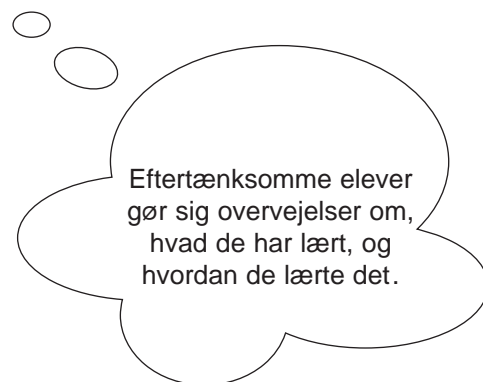 Eftertænksomme elever
gør sig overvejelser om,
hvad de har lært, og
hvordan de lærte det.